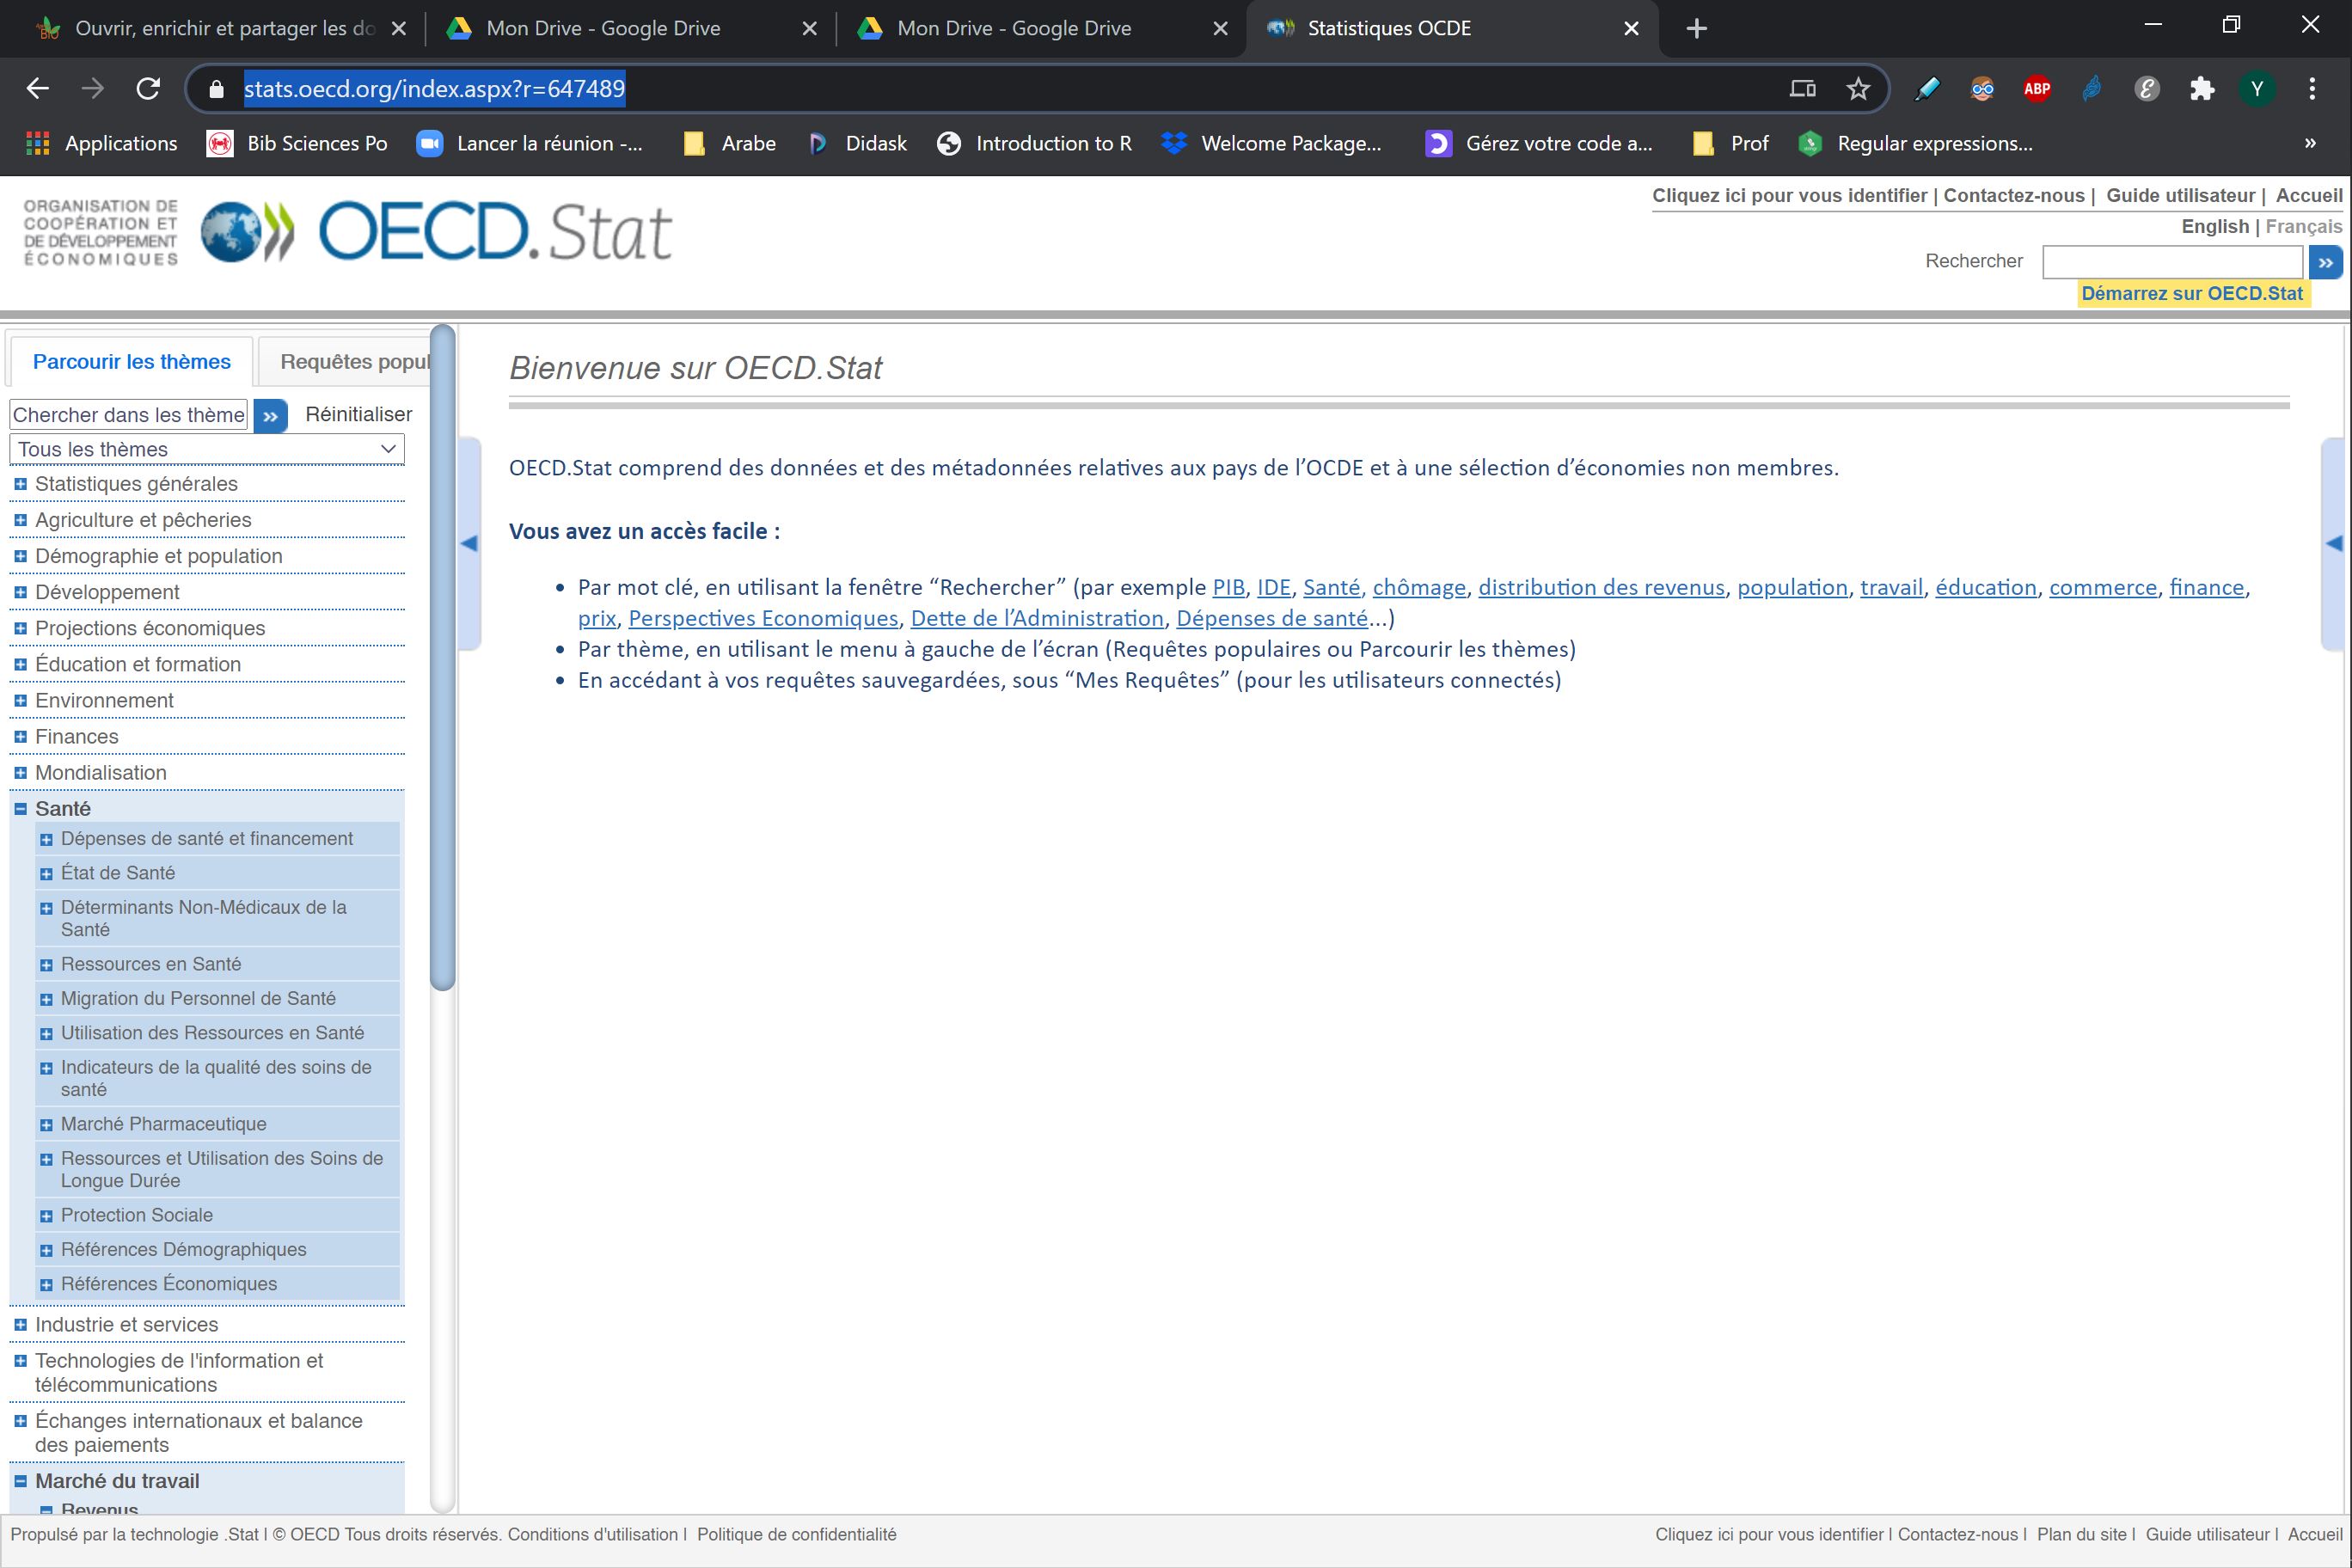 Ouvrir, enrichir et partager les do
Mon Drive - Google Drive
Mon Drive - Google Drive
Statistiques OCDE
stats.oecd.org/index.aspx?r=647489
ABP
Y
Applications
Bib Sciences Po
Lancer la réunion -...
Arabe
Didask
Introduction to R
Welcome Package...
Gérez votre code a...
Prof
Regular expressions...
»
ORGANISATION DE
COOPÉRATION ET
DE DÉVELOPPEMENT
ÉCONOMIQUES
OECD.Stat
Cliquez ici pour vous identifier | Contactez-nous | Guide utilisateur | Accueil
English | Français
Rechercher
»
Démarrez sur OECD.Stat
Parcourir les thèmes
Requêtes popul
Chercher dans les thème
»
Réinitialiser
Tous les thèmes
Statistiques générales
Agriculture et pêcheries
Démographie et population
Développement
Projections économiques
Éducation et formation
Environnement
Finances
Mondialisation
Santé
Dépenses de santé et financement
État de Santé
Déterminants Non-Médicaux de la
Santé
Ressources en Santé
Migration du Personnel de Santé
Utilisation des Ressources en Santé
Indicateurs de la qualité des soins de
santé
Marché Pharmaceutique
Ressources et Utilisation des Soins de
Longue Durée
Protection Sociale
Références Démographiques
Références Économiques
Industrie et services
Technologies de l'information et
télécommunications
Échanges internationaux et balance
des paiements
Marché du travail
Revenus
Bienvenue sur OECD.Stat
OECD.Stat comprend des données et des métadonnées relatives aux pays de l’OCDE et à une sélection d’économies non membres.
Vous avez un accès facile :
• Par mot clé, en utilisant la fenêtre “Rechercher” (par exemple PIB, IDE, Santé, chômage, distribution des revenus, population, travail, éducation, commerce, finance,
prix, Perspectives Economiques, Dette de l’Administration, Dépenses de santé...)
• Par thème, en utilisant le menu à gauche de l’écran (Requêtes populaires ou Parcourir les thèmes)
• En accédant à vos requêtes sauvegardées, sous “Mes Requêtes” (pour les utilisateurs connectés)
Propulsé par la technologie .Stat | © OECD Tous droits réservés. Conditions d'utilisation | Politique de confidentialité
Cliquez ici pour vous identifier | Contactez-nous | Plan du site | Guide utilisateur | Accueil